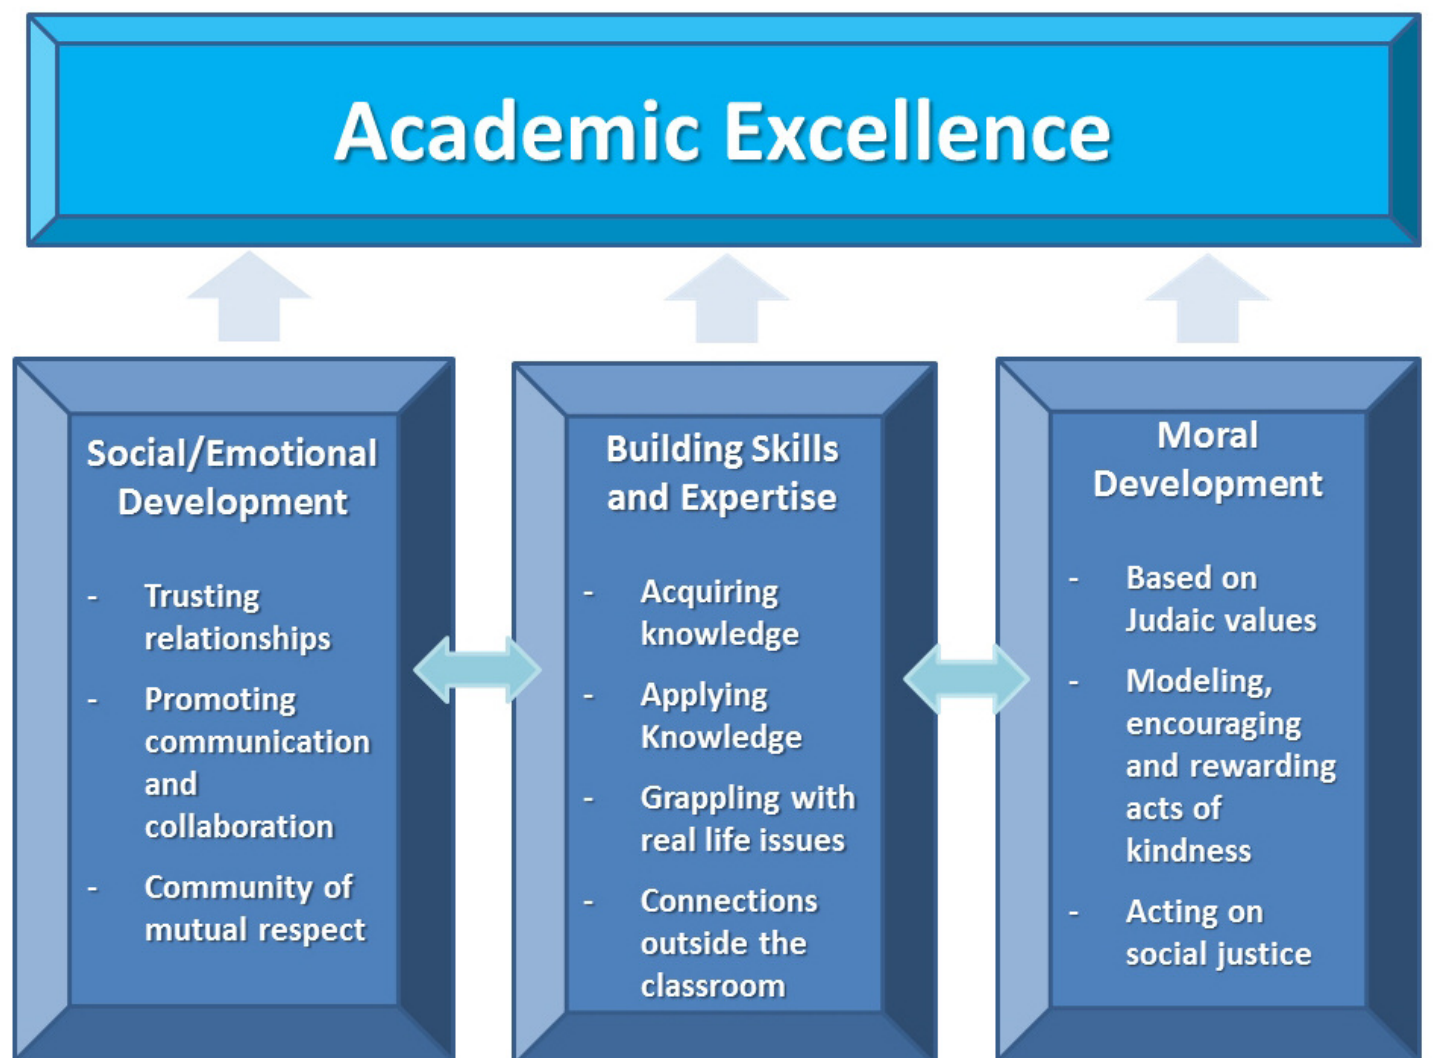 Academic Excellence
Social/Emotional
Development
- Trusting
relationships
- Promoting
communication
and
collaboration
- Community of
mutual respect
Building Skills
and Expertise
- Acquiring
knowledge
- Applying
Knowledge
- Grappling with
real life issues
- Connections
outside the
classroom
Moral
Development
- Based on
Judaic values
- Modeling,
encouraging
and rewarding
acts of
kindness
- Acting on
social justice